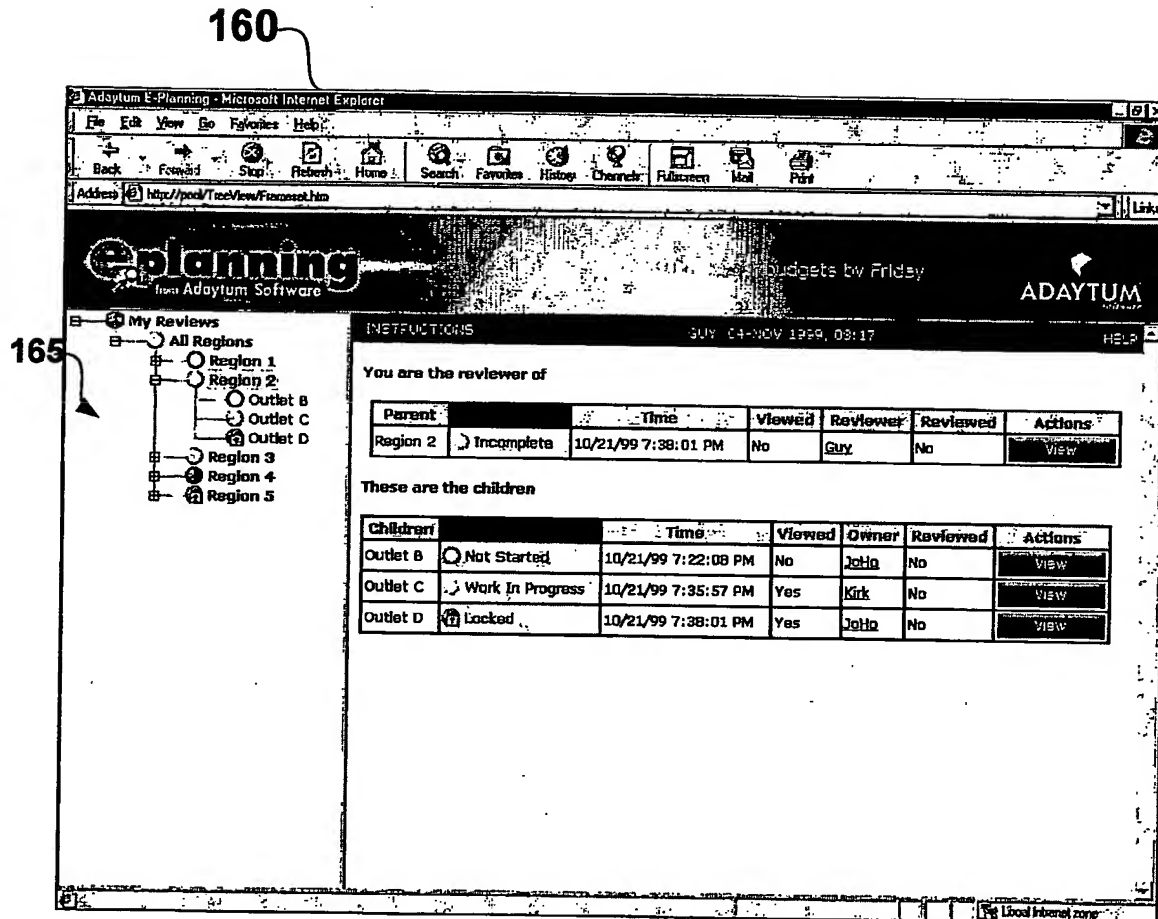 160
Adaytum E-Planning - Microsoft Internet Explorer
File Edit View Go Favorites Help
Back Forward Stop Refresh Home Search Favorites History Channels Fullscreen Mail Print
Address http://pool/TreeView/Frameset.htm Links
eplanning
from Adaytum Software
budgets by Friday
ADAYTUM
software
165
My Reviews
All Regions
Region 1
Region 2
Outlet B
Outlet C
Outlet D
Region 3
Region 4
Region 5
INSTRUCTIONS GUY 04-NOV 1999, 08:17 HELP
You are the reviewer of
Parent Time Viewed Reviewer Reviewed Actions
Region 2 Incomplete 10/21/99 7:38:01 PM No Guy No View
These are the children
Children Time Viewed Owner Reviewed Actions
Outlet B Not Started 10/21/99 7:22:08 PM No JoHo No View
Outlet C Work In Progress 10/21/99 7:35:57 PM Yes Kirk No View
Outlet D Locked 10/21/99 7:38:01 PM Yes JoHo No View
Local intranet zone